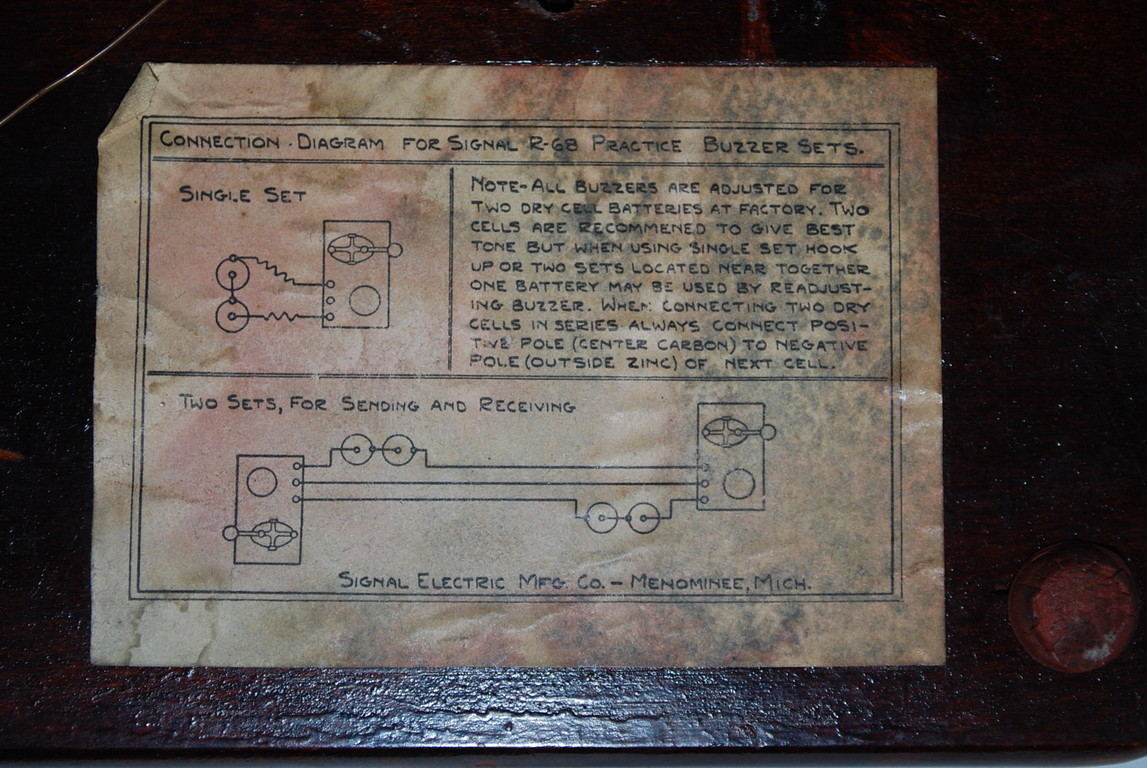 CONNECTION · DIAGRAM FOR SIGNAL R-68 PRACTICE BUZZER SETS.
SINGLE SET
NOTE-ALL BUZZERS ARE ADJUSTED FOR
TWO DRY CELL BATTERIES AT FACTORY. TWO
CELLS ARE RECOMMENED TO GIVE BEST
TONE BUT WHEN USING SINGLE SET HOOK
UP OR TWO SETS LOCATED NEAR TOGETHER
ONE BATTERY MAY BE USED BY READJUST-
ING BUZZER. WHEN CONNECTING TWO DRY
CELLS IN SERIES ALWAYS CONNECT POSI-
TIVE POLE (CENTER CARBON) TO NEGATIVE
POLE (OUTSIDE ZINC) OF NEXT CELL.
TWO SETS, FOR SENDING AND RECEIVING
SIGNAL ELECTRIC MFG. CO. - MENOMINEE, MICH.